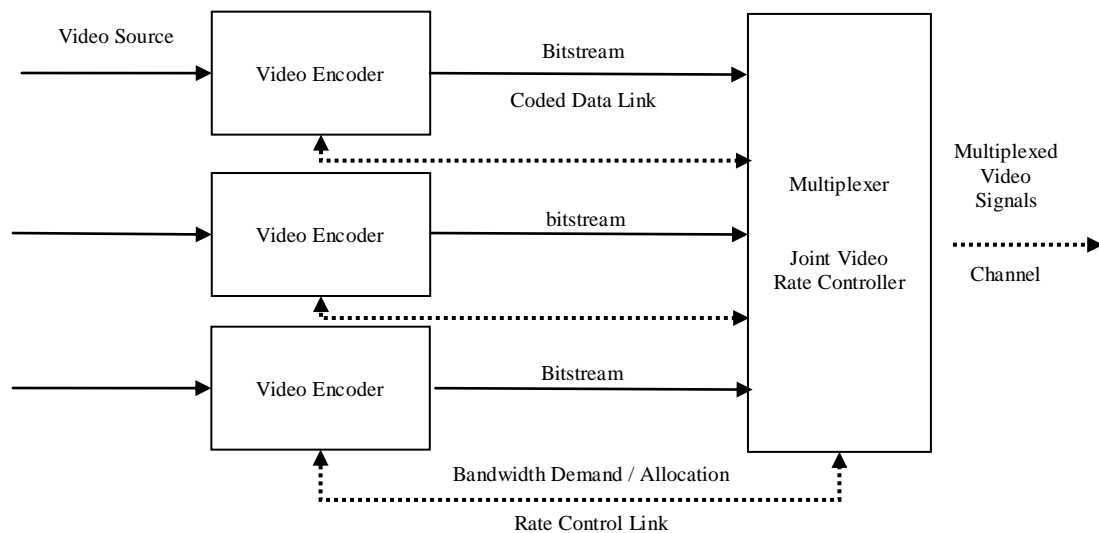 Video Source
Video Encoder
Bitstream
Coded Data Link
Video Encoder
bitstream
Multiplexer
Joint Video
Rate Controller
Multiplexed
Video
Signals
Channel
Video Encoder
Bitstream
Bandwidth Demand / Allocation
Rate Control Link